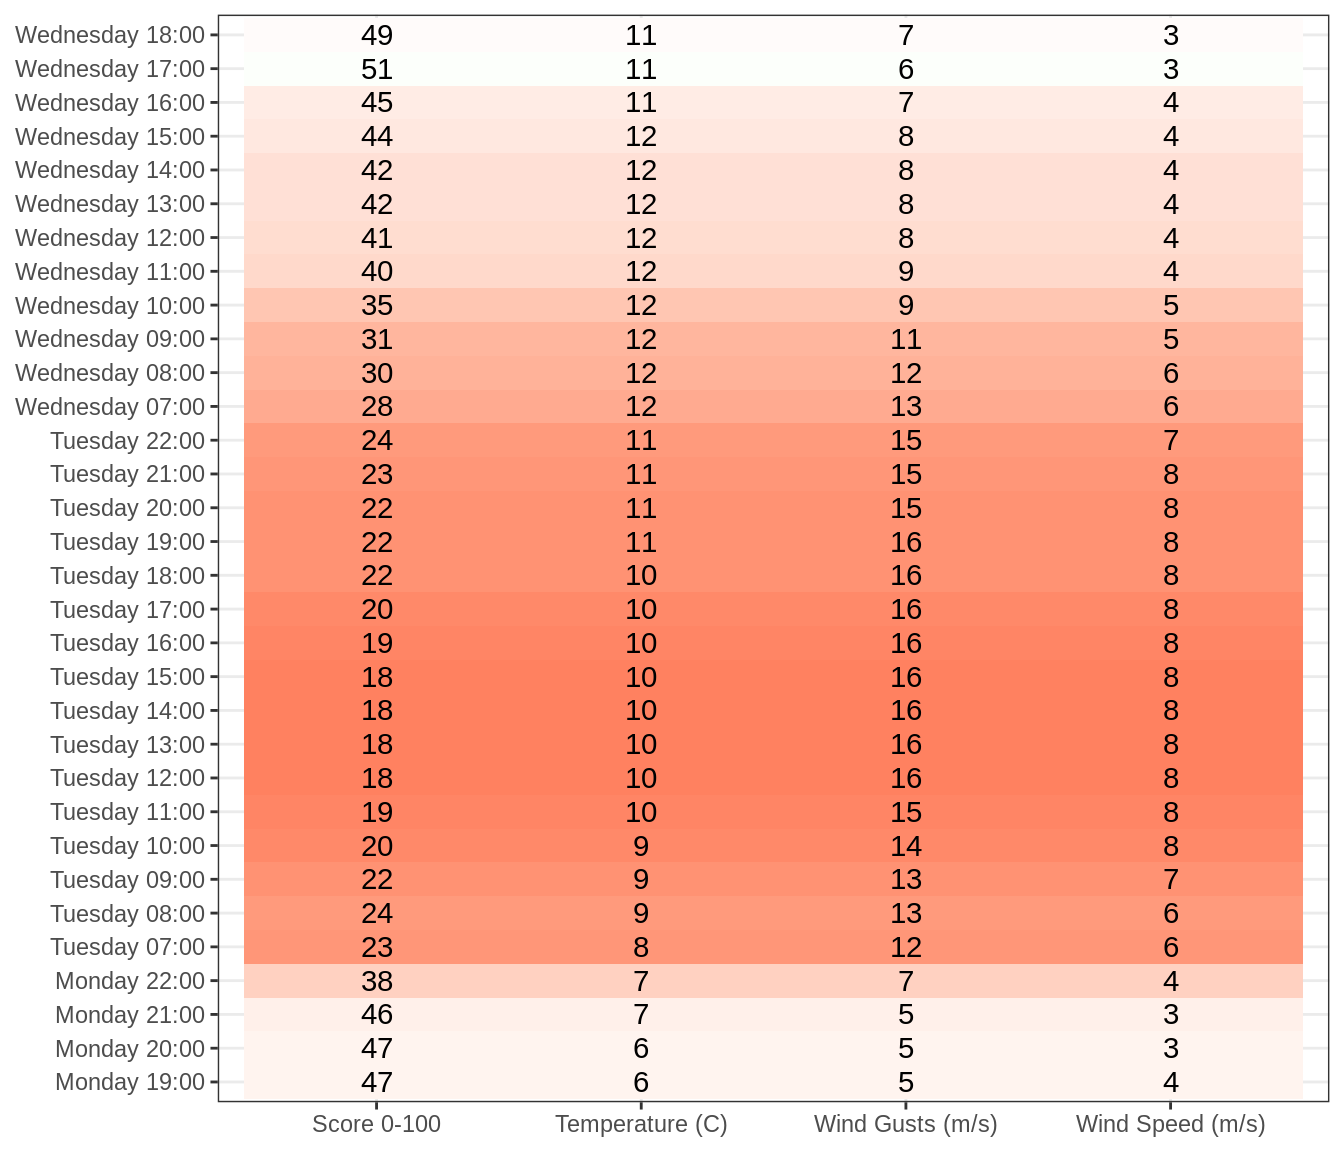 Wednesday 18:00 49 11 7 3
Wednesday 17:00 51 11 6 3
Wednesday 16:00 45 11 7 4
Wednesday 15:00 44 12 8 4
Wednesday 14:00 42 12 8 4
Wednesday 13:00 42 12 8 4
Wednesday 12:00 41 12 8 4
Wednesday 11:00 40 12 9 4
Wednesday 10:00 35 12 9 5
Wednesday 09:00 31 12 11 5
Wednesday 08:00 30 12 12 6
Wednesday 07:00 28 12 13 6
Tuesday 22:00 24 11 15 7
Tuesday 21:00 23 11 15 8
Tuesday 20:00 22 11 15 8
Tuesday 19:00 22 11 16 8
Tuesday 18:00 22 10 16 8
Tuesday 17:00 20 10 16 8
Tuesday 16:00 19 10 16 8
Tuesday 15:00 18 10 16 8
Tuesday 14:00 18 10 16 8
Tuesday 13:00 18 10 16 8
Tuesday 12:00 18 10 16 8
Tuesday 11:00 19 10 15 8
Tuesday 10:00 20 9 14 8
Tuesday 09:00 22 9 13 7
Tuesday 08:00 24 9 13 6
Tuesday 07:00 23 8 12 6
Monday 22:00 38 7 7 4
Monday 21:00 46 7 5 3
Monday 20:00 47 6 5 3
Monday 19:00 47 6 5 4
Score 0-100 Temperature (C) Wind Gusts (m/s) Wind Speed (m/s)